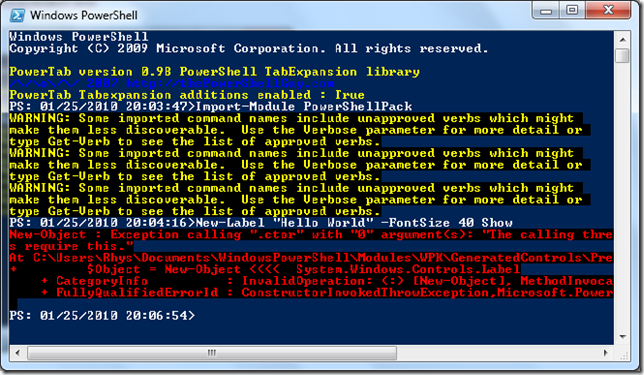 Windows PowerShell
Windows PowerShell
Copyright (C) 2009 Microsoft Corporation. All rights reserved.
PowerTab version 0.9B PowerShell TabExpansion library
PowerTab Tabexpansion additions enabled : True
PS: 01/25/2010 20:03:47>Import-Module PowerShellPack
WARNING: Some imported command names include unapproved verbs which might
make them less discoverable.  Use the Verbose parameter for more detail or
type Get-Verb to see the list of approved verbs.
WARNING: Some imported command names include unapproved verbs which might
make them less discoverable.  Use the Verbose parameter for more detail or
type Get-Verb to see the list of approved verbs.
WARNING: Some imported command names include unapproved verbs which might
make them less discoverable.  Use the Verbose parameter for more detail or
type Get-Verb to see the list of approved verbs.
PS: 01/25/2010 20:04:16>New-Label "Hello World" -FontSize 40 Show
New-Object : Exception calling ".ctor" with "0" argument(s): "The calling thre
s require this."
At C:\Users\Rhys\Documents\WindowsPowerShell\Modules\WPK\GeneratedControls\Pre
+         $Object = New-Object <<<<  System.Windows.Controls.Label
    + CategoryInfo          : InvalidOperation: (:) [New-Object], MethodInvoca
    + FullyQualifiedErrorId : ConstructorInvokedThrowException,Microsoft.Power
PS: 01/25/2010 20:06:54>